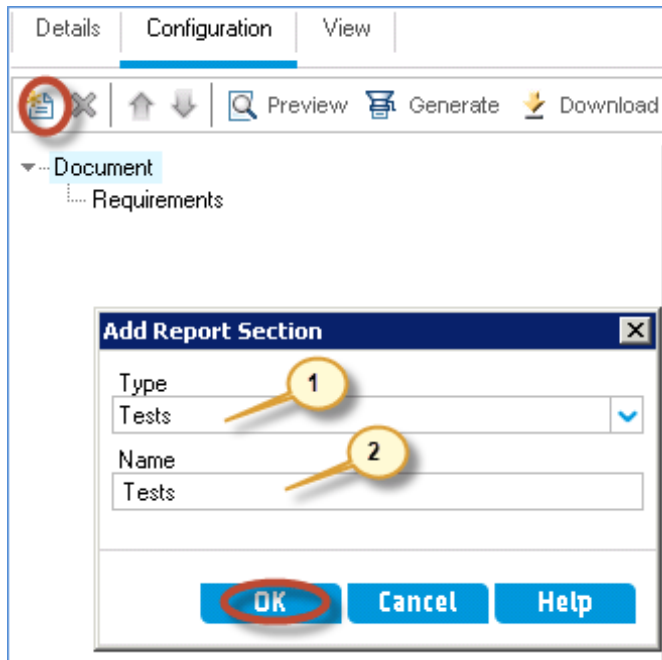 Details Configuration View
Preview Generate Download
Document
Requirements
Add Report Section
Type
1
Tests
Name
2
Tests
OK Cancel Help